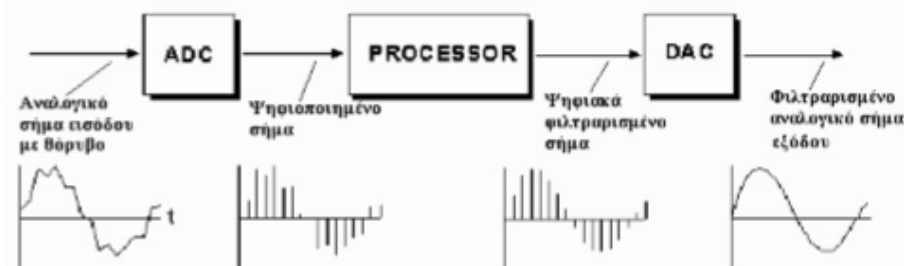 ADC
PROCESSOR
DAC
Αναλογικό
σήμα εισόδου
με θόρυβο
Ψηφιοποιημένο
σήμα
Ψηφιακά
φιλτραρισμένο
σήμα
Φιλτραρισμένο
αναλογικό σήμα
εξόδου
t